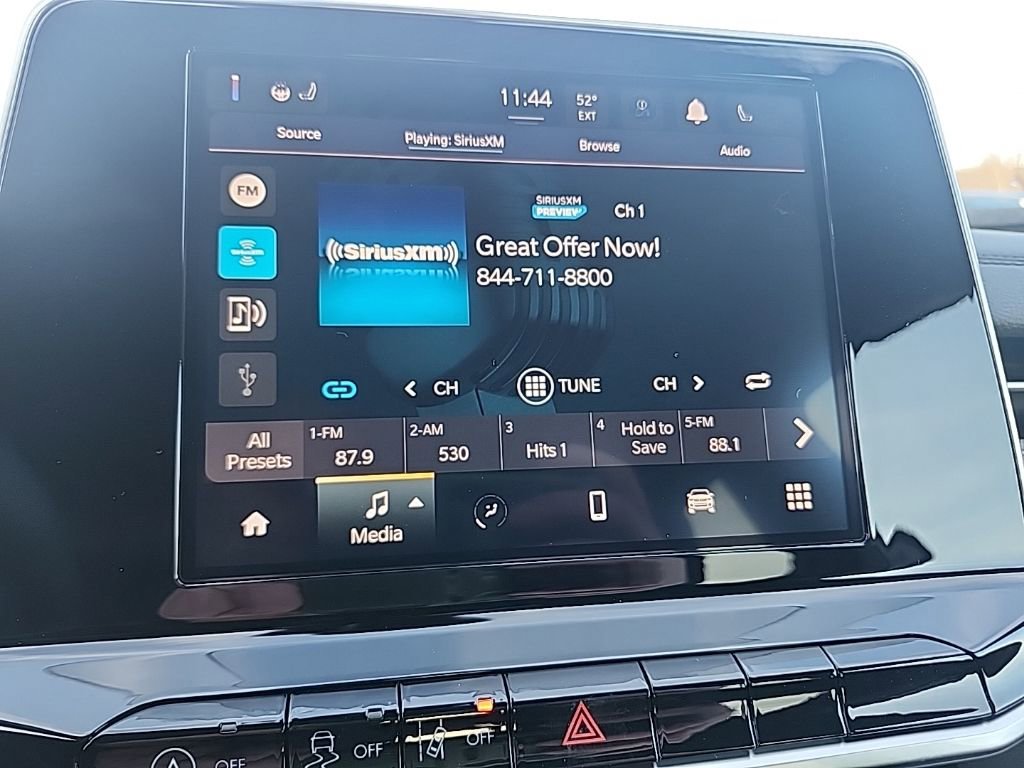 11:44
52°
EXT
Source
Playing: SiriusXM
Browse
Audio
FM
SIRIUSXM
PREVIEW
Ch 1
((SiriusXM))
Great Offer Now!
844-711-8800
CH
TUNE
CH
All
Presets
1-FM
87.9
2-AM
530
3
Hits 1
4
Hold to
Save
5-FM
88.1
Media
OFF
OFF
OFF